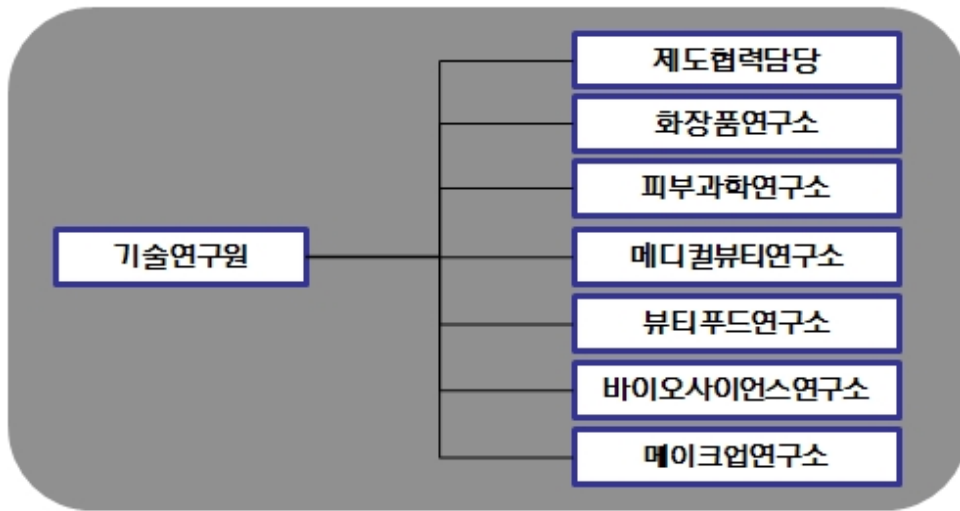 제도협력담당
화장품연구소
피부과학연구소
기술연구원
메디컬뷰티연구소
뷰티푸드연구소
바이오사이언스연구소
메이크업연구소